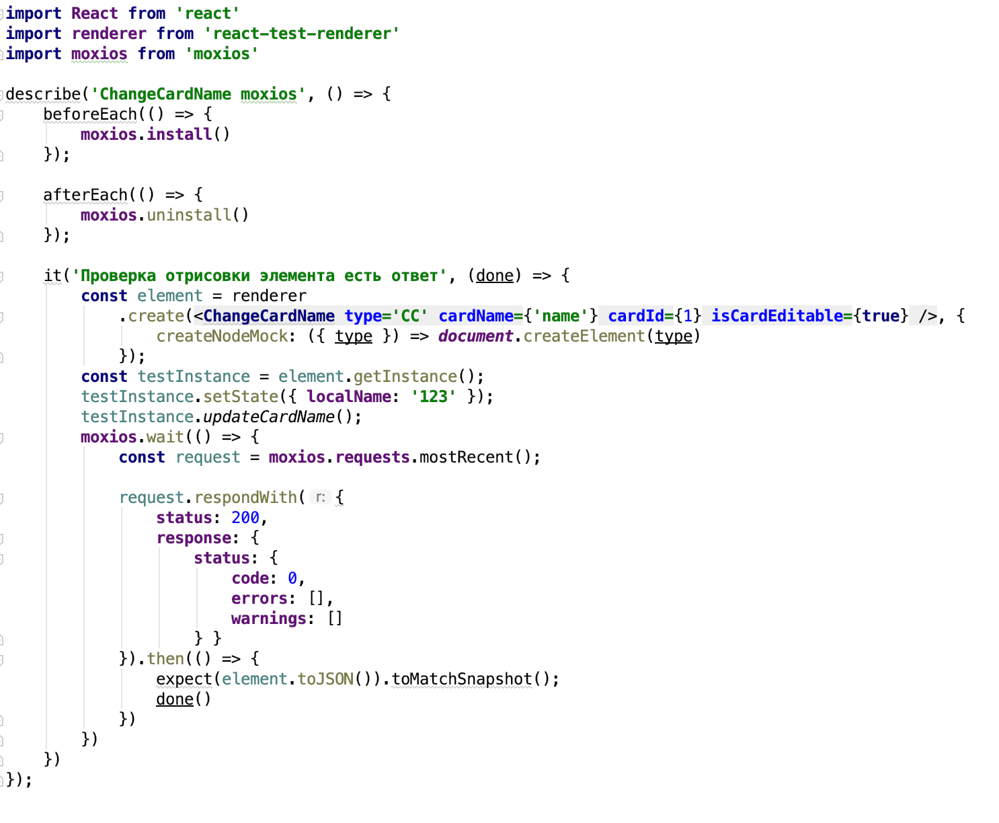 import React from 'react'
import renderer from 'react-test-renderer'
import moxios from 'moxios'

describe('ChangeCardName moxios', () => {
    beforeEach(() => {
        moxios.install()
    });

    afterEach(() => {
        moxios.uninstall()
    });

    it('Проверка отрисовки элемента есть ответ', (done) => {
        const element = renderer
            .create(<ChangeCardName type='CC' cardName={'name'} cardId={1} isCardEditable={true} />, {
                createNodeMock: ({ type }) => document.createElement(type)
            });
        const testInstance = element.getInstance();
        testInstance.setState({ localName: '123' });
        testInstance.updateCardName();
        moxios.wait(() => {
            const request = moxios.requests.mostRecent();

            request.respondWith( r: {
                status: 200,
                response: {
                    status: {
                        code: 0,
                        errors: [],
                        warnings: []
                    } }
            }).then(() => {
                expect(element.toJSON()).toMatchSnapshot();
                done()
            })
        })
    })
});